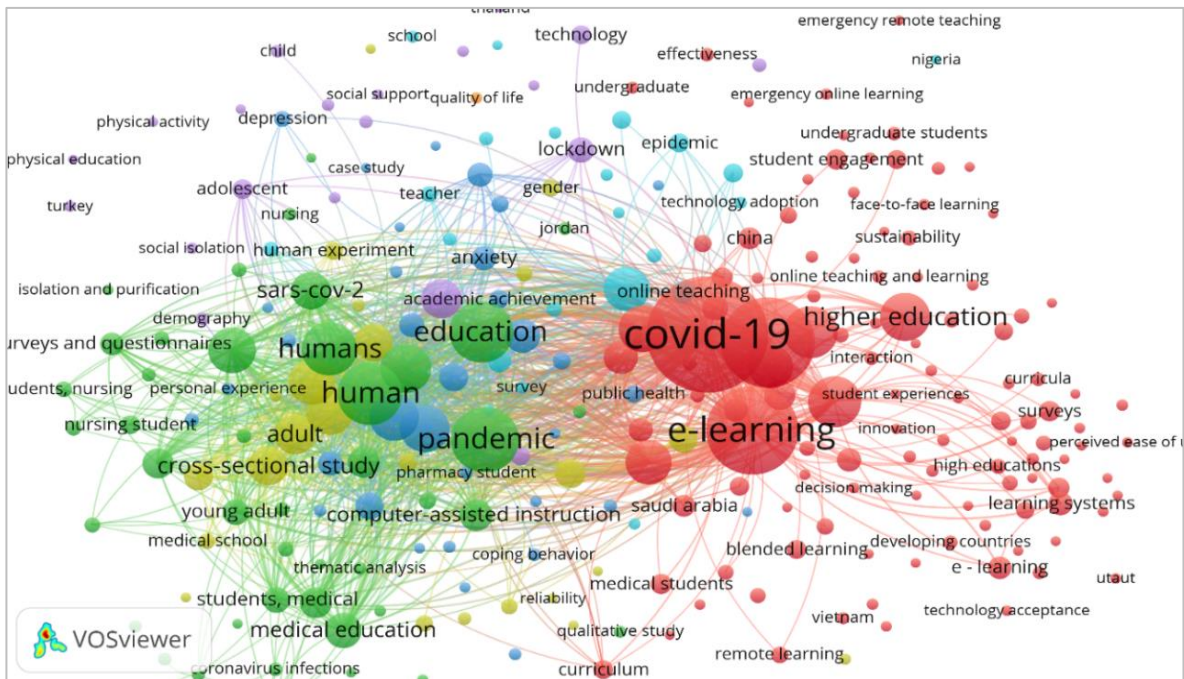 thailand
emergency remote teaching
school
technology
child
effectiveness
nigeria
social support
quality of life
undergraduate
emergency online learning
physical activity
depression
undergraduate students
lockdown
epidemic
physical education
case study
student engagement
adolescent
teacher
gender
technology adoption
face-to-face learning
turkey
nursing
jordan
china
sustainability
social isolation
human experiment
anxiety
online teaching and learning
isolation and purification
sars-cov-2
academic achievement
online teaching
demography
education
covid-19
higher education
urveys and questionnaires
humans
interaction
tudents, nursing
personal experience
human
survey
public health
student experiences
curricula
nursing student
adult
pandemic
e-learning
innovation
surveys
perceived ease of u
cross-sectional study
pharmacy student
high educations
decision making
young adult
computer-assisted instruction
saudi arabia
learning systems
medical school
coping behavior
blended learning
developing countries
thematic analysis
medical students
e - learning
utaut
students, medical
reliability
technology acceptance
vietnam
medical education
qualitative study
VOSviewer
coronavirus infections
curriculum
remote learning